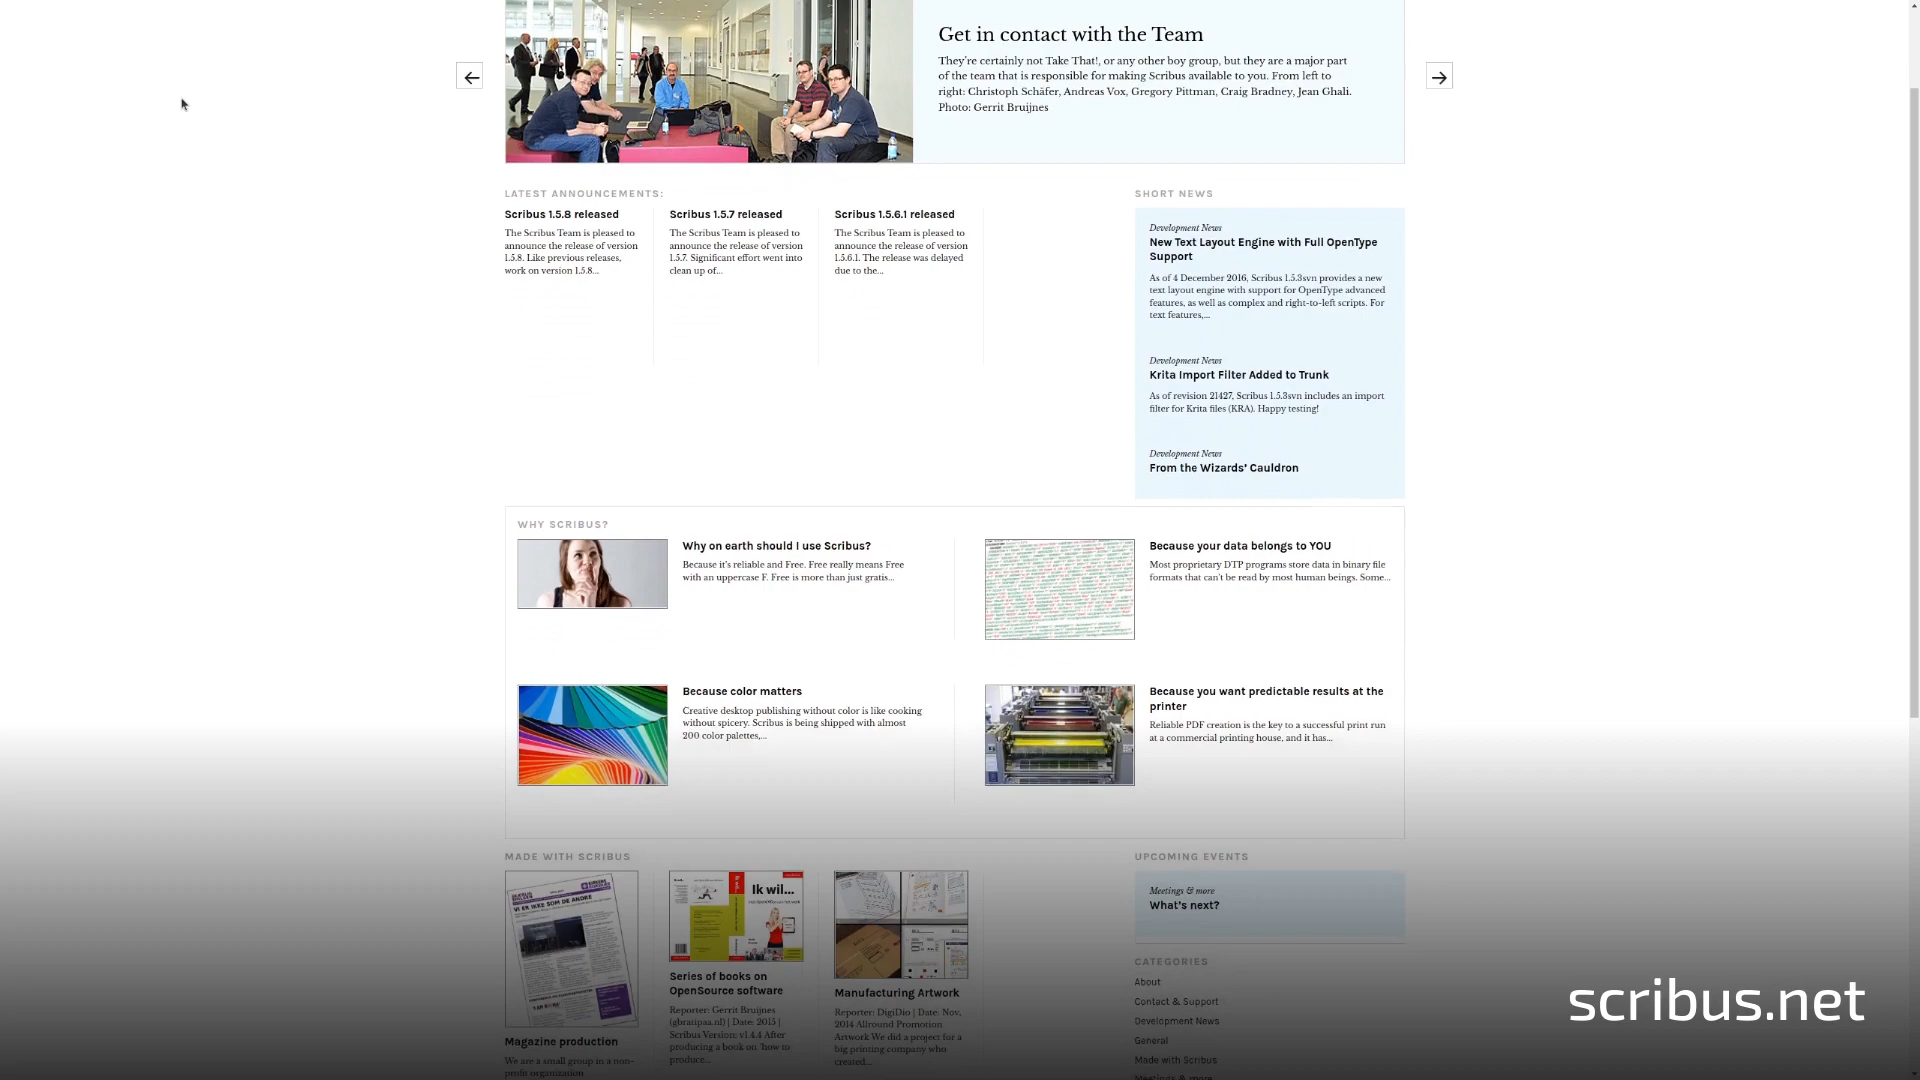 Get in contact with the Team
They’re certainly not Take That!, or any other boy group, but they are a major part
of the team that is responsible for making Scribus available to you. From left to
right: Christoph Schäfer, Andreas Vox, Gregory Pittman, Craig Bradney, Jean Ghali.
Photo: Gerrit Bruijnes
LATEST ANNOUNCEMENTS:
Scribus 1.5.8 released
The Scribus Team is pleased to
announce the release of version
1.5.8. Like previous releases,
work on version 1.5.8...
Scribus 1.5.7 released
The Scribus Team is pleased to
announce the release of version
1.5.7. Significant effort went into
clean up of...
Scribus 1.5.6.1 released
The Scribus Team is pleased to
announce the release of version
1.5.6.1. The release was delayed
due to the...
SHORT NEWS
Development News
New Text Layout Engine with Full OpenType
Support
As of 4 December 2016, Scribus 1.5.3svn provides a new
text layout engine with support for OpenType advanced
features, as well as complex and right-to-left scripts. For
text features,...
Development News
Krita Import Filter Added to Trunk
As of revision 21427, Scribus 1.5.3svn includes an import
filter for Krita files (KRA). Happy testing!
Development News
From the Wizards’ Cauldron
WHY SCRIBUS?
Why on earth should I use Scribus?
Because it’s reliable and Free. Free really means Free
with an uppercase F. Free is more than just gratis...
Because your data belongs to YOU
Most proprietary DTP programs store data in binary file
formats that can’t be read by most human beings. Some...
Because color matters
Creative desktop publishing without color is like cooking
without spicery. Scribus is being shipped with almost
200 color palettes,...
Because you want predictable results at the
printer
Reliable PDF creation is the key to a successful print run
at a commercial printing house, and it has...
MADE WITH SCRIBUS
VI ER IKKE SOM DE ANDRE
Magazine production
We are a small group in a non-
profit organization
Ik wil...
Series of books on
OpenSource software
Reporter: Gerrit Bruijnes
(gbratipaa.nl) | Date: 2015 |
Scribus Version: v1.4.4 After
producing a book on ‘how to
produce...
Manufacturing Artwork
Reporter: DigiDio | Date: Nov,
2014 Allround Promotion
Artwork We did a project for a
big printing company who
created...
UPCOMING EVENTS
Meetings & more
What’s next?
CATEGORIES
About
Contact & Support
Development News
General
Made with Scribus
Meetings & more
scribus.net